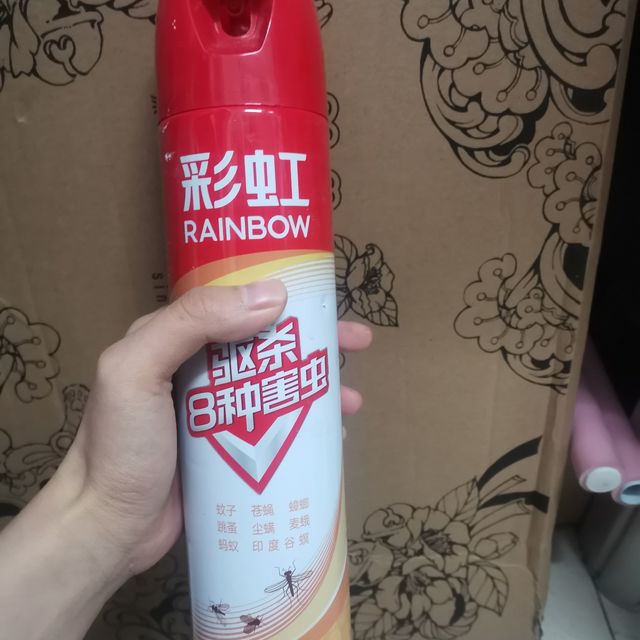 彩虹
RAINBOW
驱杀
8种害虫
蚊子 苍蝇 蟑螂
跳蚤 尘螨 麦蛾
蚂蚁 印度谷螟